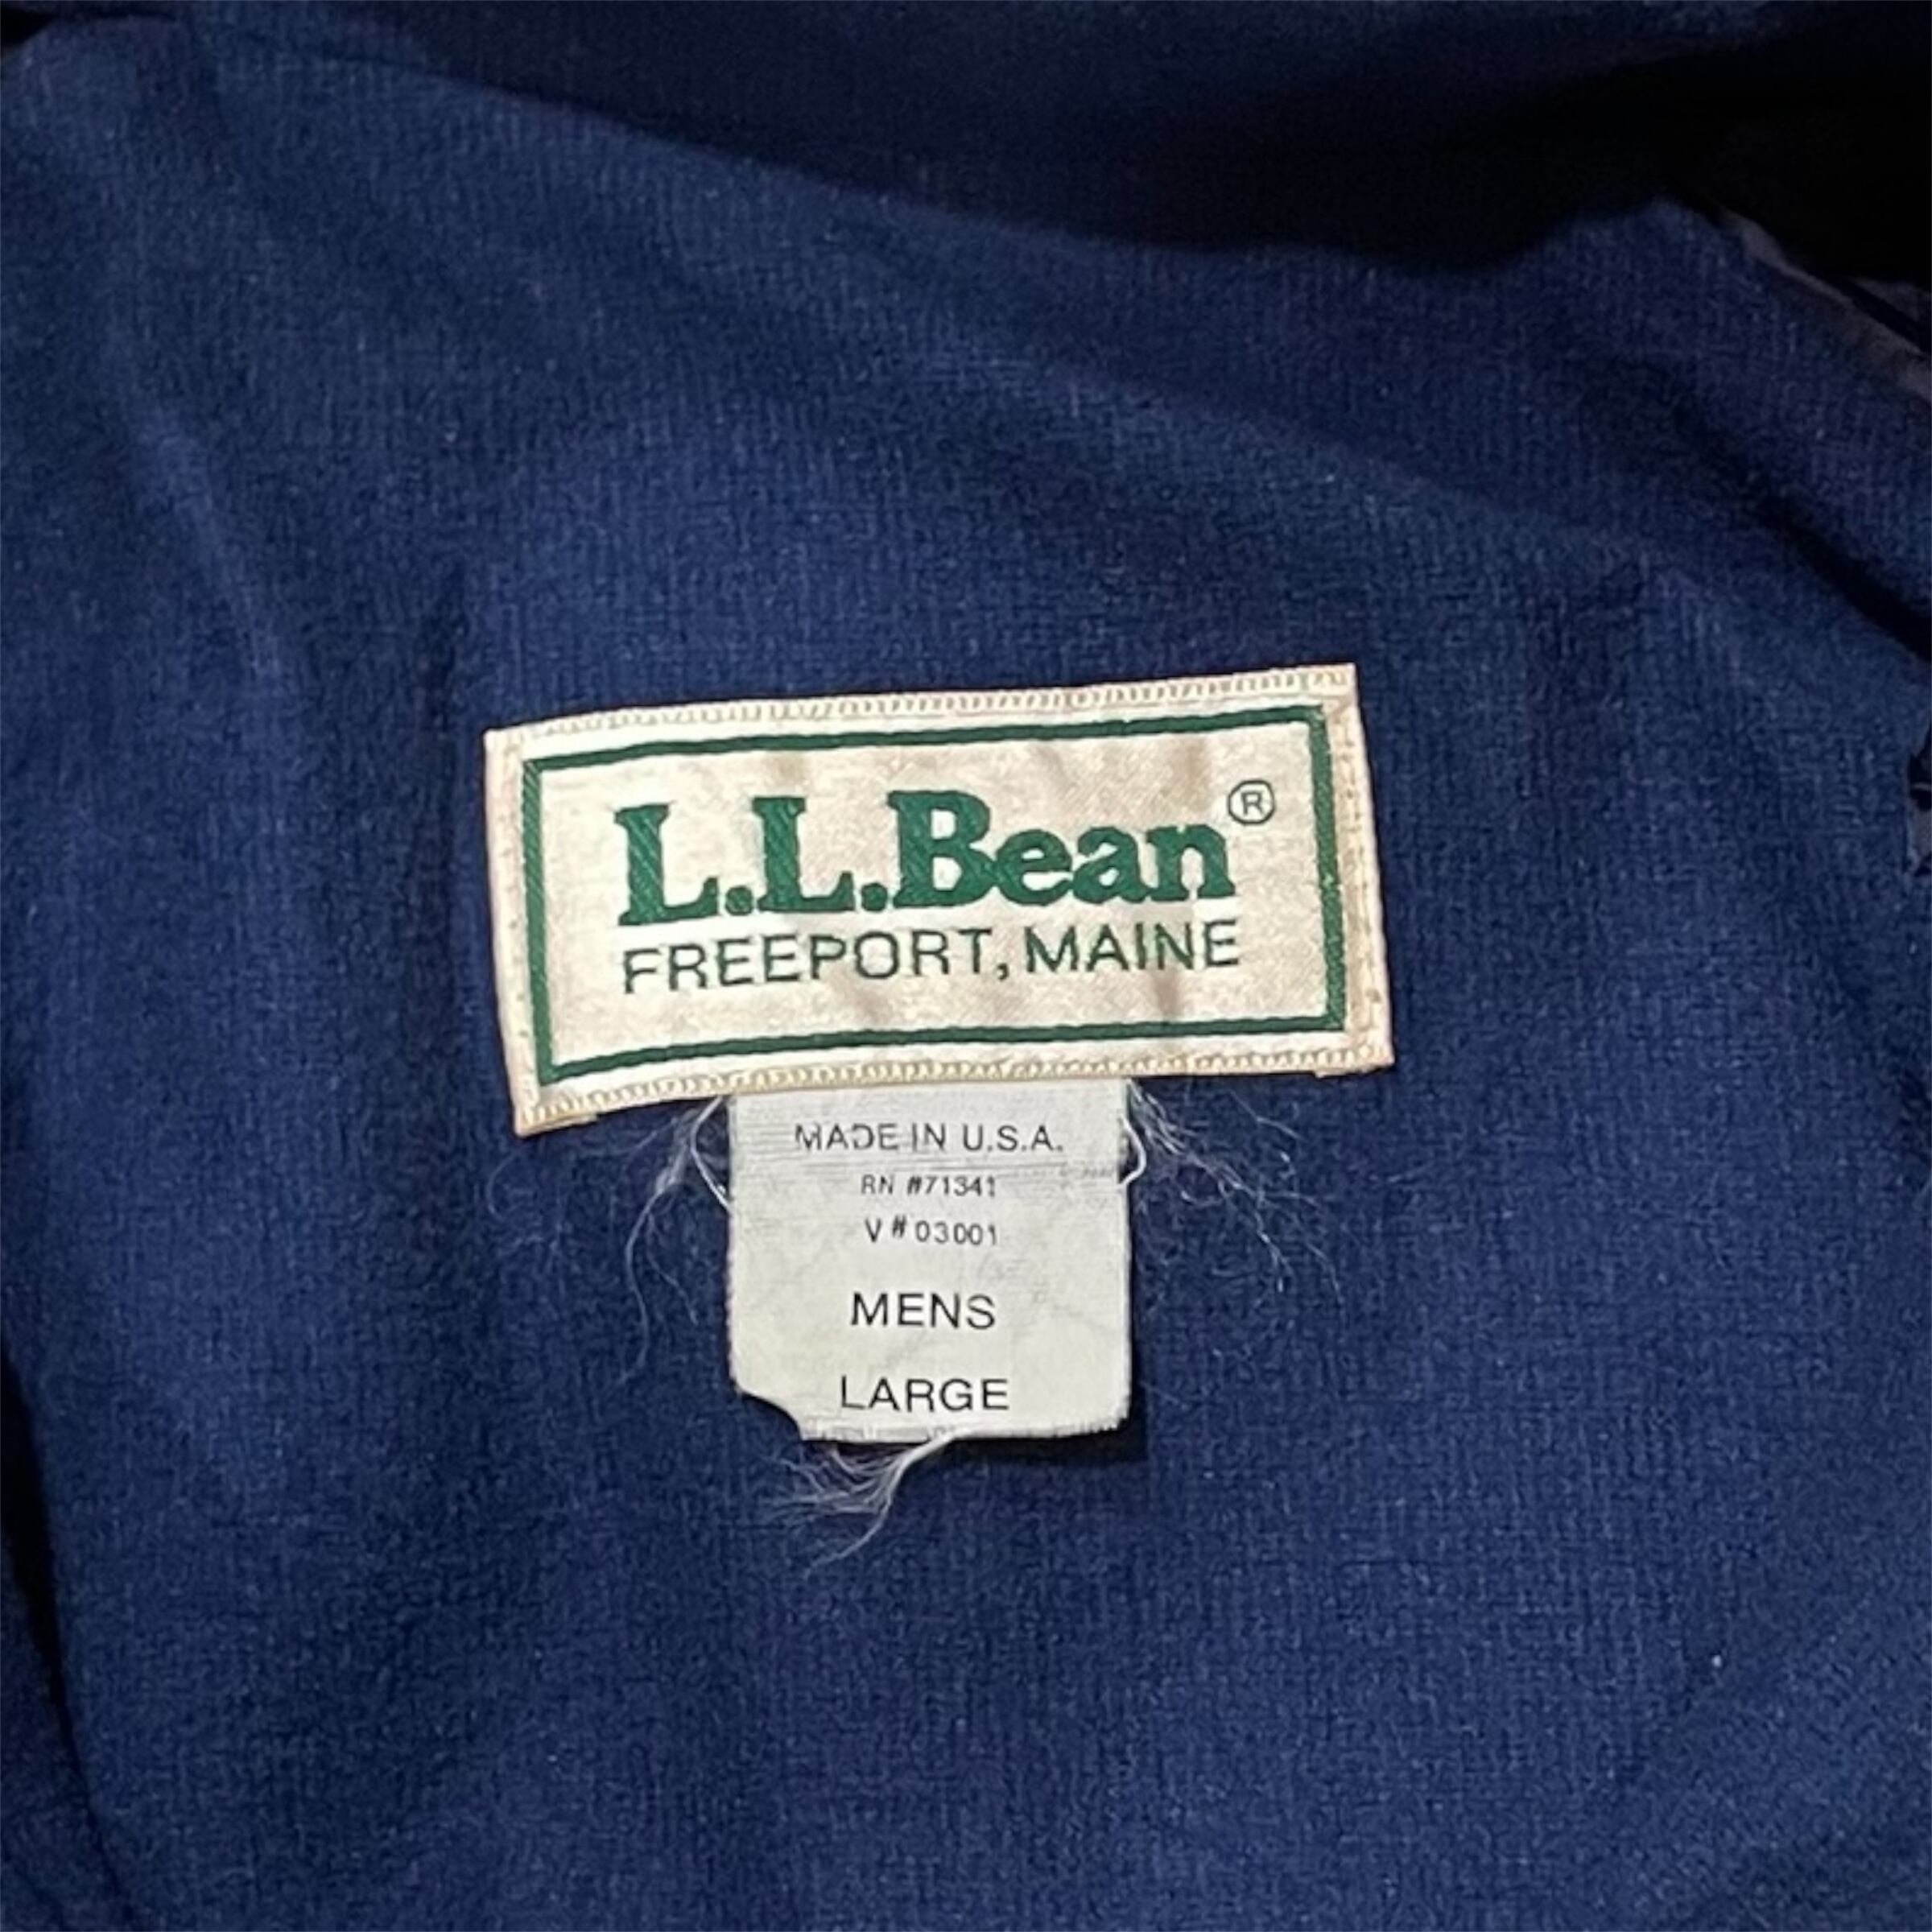 L.L.Bean®
FREEPORT, MAINE
MADE IN U.S.A.
RN #71341
V # 03001
MENS
LARGE